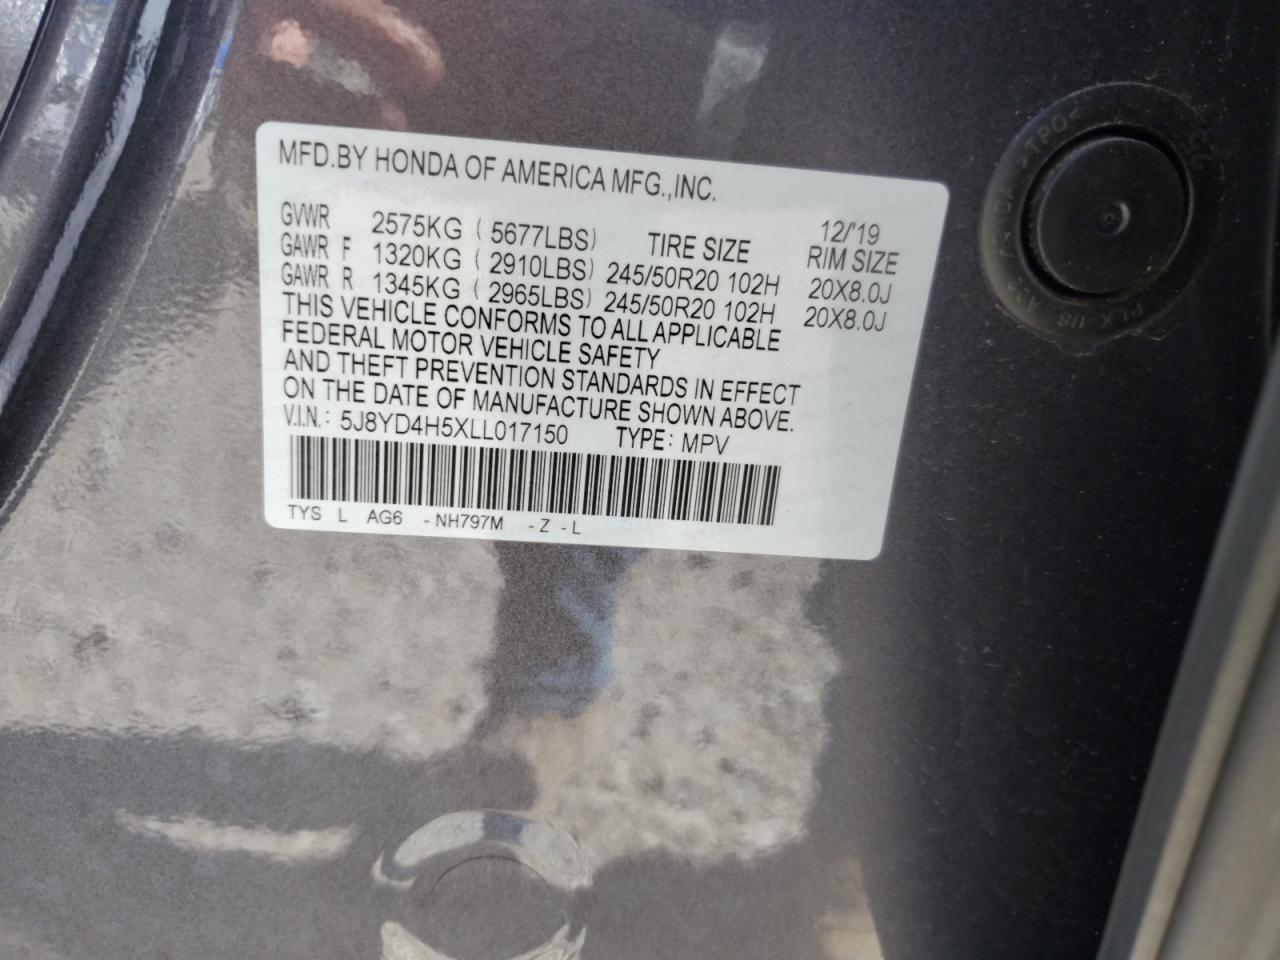 MFD.BY HONDA OF AMERICA MFG.,INC.
GVWR 2575KG ( 5677LBS) TIRE SIZE 12/'19 RIM SIZE
GAWR F 1320KG ( 2910LBS) 245/50R20 102H 20X8.0J
GAWR R 1345KG ( 2965LBS) 245/50R20 102H 20X8.0J
THIS VEHICLE CONFORMS TO ALL APPLICABLE
FEDERAL MOTOR VEHICLE SAFETY
AND THEFT PREVENTION STANDARDS IN EFFECT
ON THE DATE OF MANUFACTURE SHOWN ABOVE.
V.I.N.: 5J8YD4H5XLL017150 TYPE: MPV
TYS L AG6 -NH797M -Z -L
>TPO<
PLX US